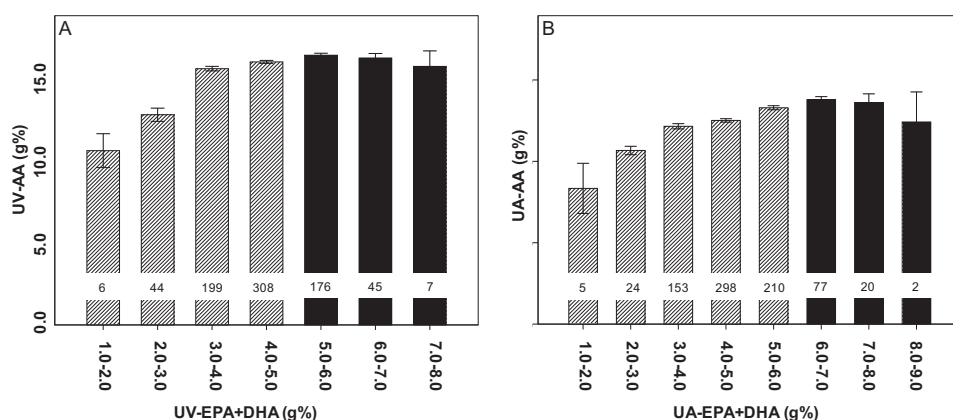 A
UV-AA (g%)
15.0
10.0
5.0
0.0
6 44 199 308 176 45 7
1.0-2.0 2.0-3.0 3.0-4.0 4.0-5.0 5.0-6.0 6.0-7.0 7.0-8.0
UV-EPA+DHA (g%)
B
UA-AA (g%)
5 24 153 298 210 77 20 2
1.0-2.0 2.0-3.0 3.0-4.0 4.0-5.0 5.0-6.0 6.0-7.0 7.0-8.0 8.0-9.0
UA-EPA+DHA (g%)